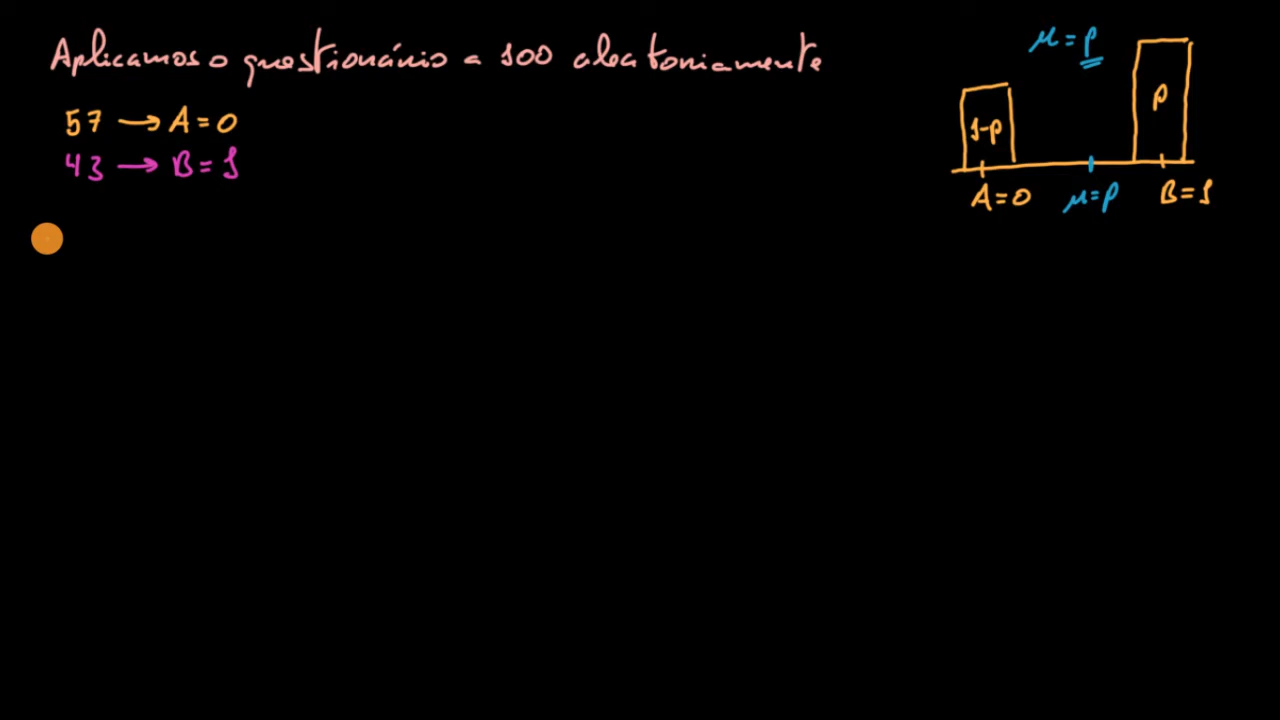 Aplicamos o questionário a 100 aleatoriamente
57 → A = 0
43 → B = 1
μ = p
1-p
p
A = 0
μ = p
B = 1